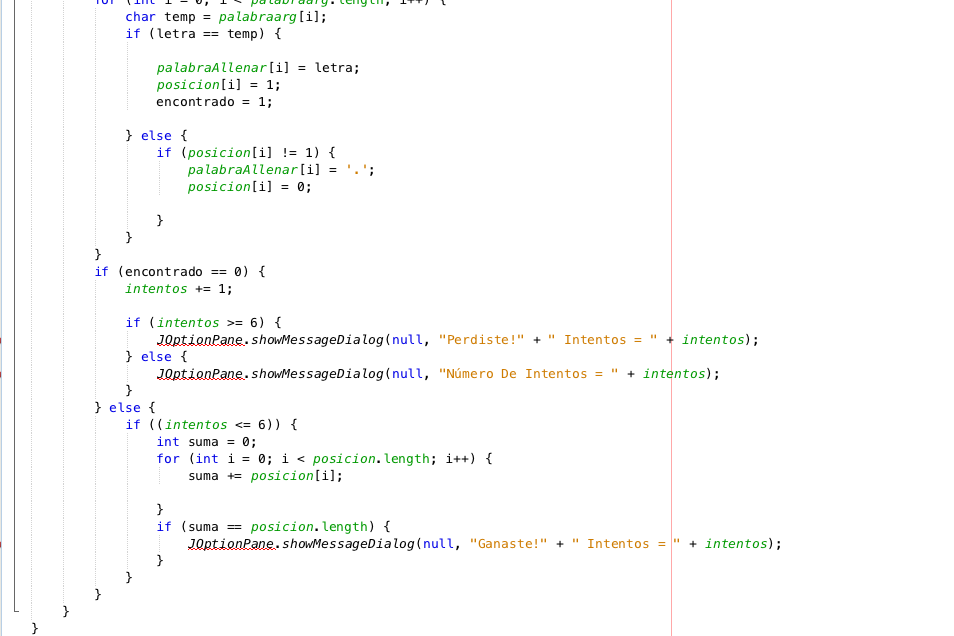 for (int i = 0; i < palabraarg.length; i++) {
char temp = palabraarg[i];
if (letra == temp) {
palabraAllenar[i] = letra;
posicion[i] = 1;
encontrado = 1;
} else {
if (posicion[i] != 1) {
palabraAllenar[i] = '.';
posicion[i] = 0;
}
}
}
if (encontrado == 0) {
intentos += 1;
if (intentos >= 6) {
JOptionPane.showMessageDialog(null, "Perdiste!" + " Intentos = " + intentos);
} else {
JOptionPane.showMessageDialog(null, "Número De Intentos = " + intentos);
}
} else {
if ((intentos <= 6)) {
int suma = 0;
for (int i = 0; i < posicion.length; i++) {
suma += posicion[i];
}
if (suma == posicion.length) {
JOptionPane.showMessageDialog(null, "Ganaste!" + " Intentos = " + intentos);
}
}
}
}
}